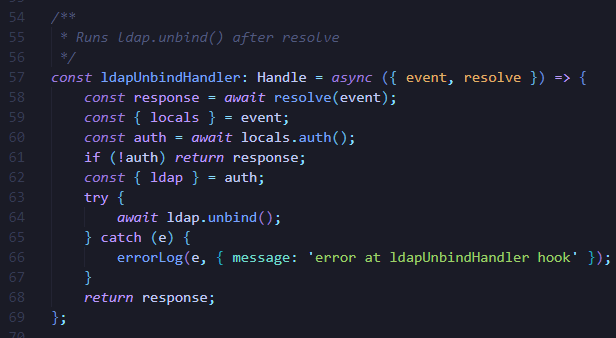 54 /**
55  * Runs ldap.unbind() after resolve
56  */
57 const ldapUnbindHandler: Handle = async ({ event, resolve }) => {
58     const response = await resolve(event);
59     const { locals } = event;
60     const auth = await locals.auth();
61     if (!auth) return response;
62     const { ldap } = auth;
63     try {
64         await ldap.unbind();
65     } catch (e) {
66         errorLog(e, { message: 'error at ldapUnbindHandler hook' });
67     }
68     return response;
69 };